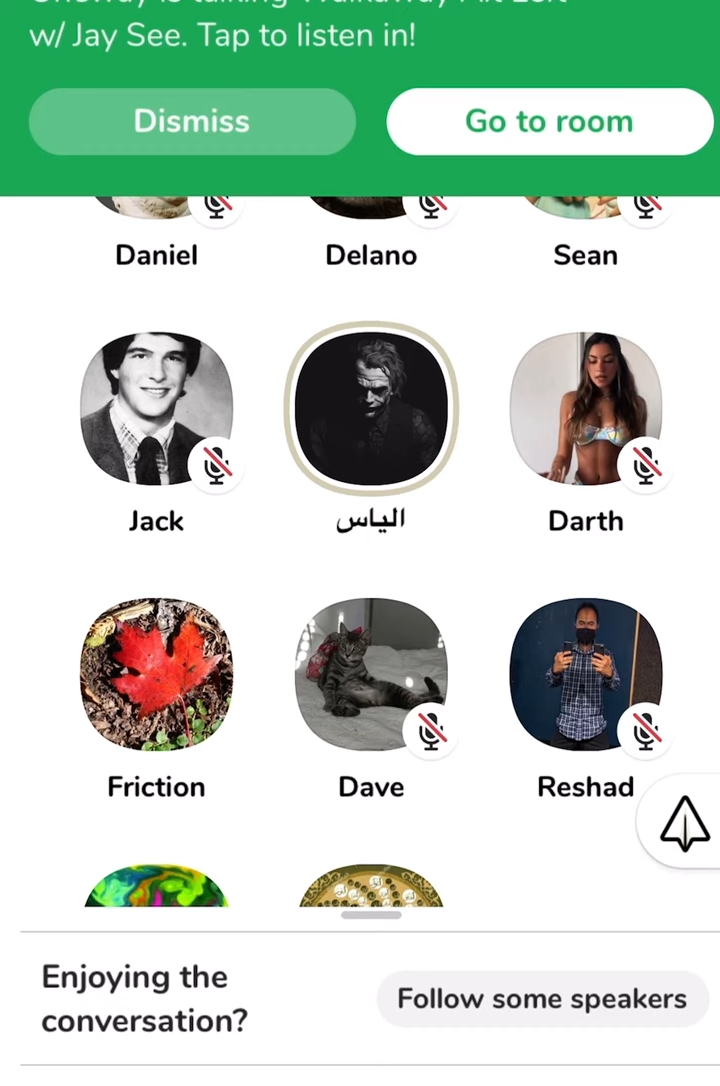 w/ Jay See. Tap to listen in!
Dismiss
Go to room
Daniel
Delano
Sean
Jack
الیاس
Darth
Friction
Dave
Reshad
Enjoying the
conversation?
Follow some speakers